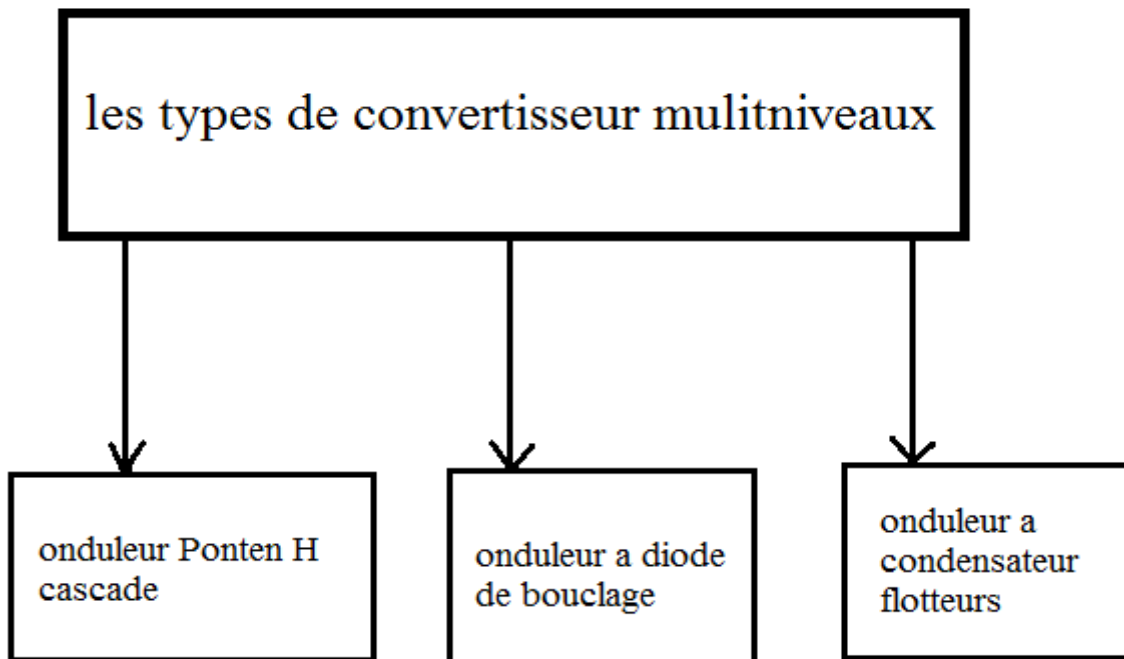 les types de convertisseur mulitniveaux
onduleur Ponten H
cascade
onduleur a diode
de bouclage
onduleur a
condensateur
flotteurs